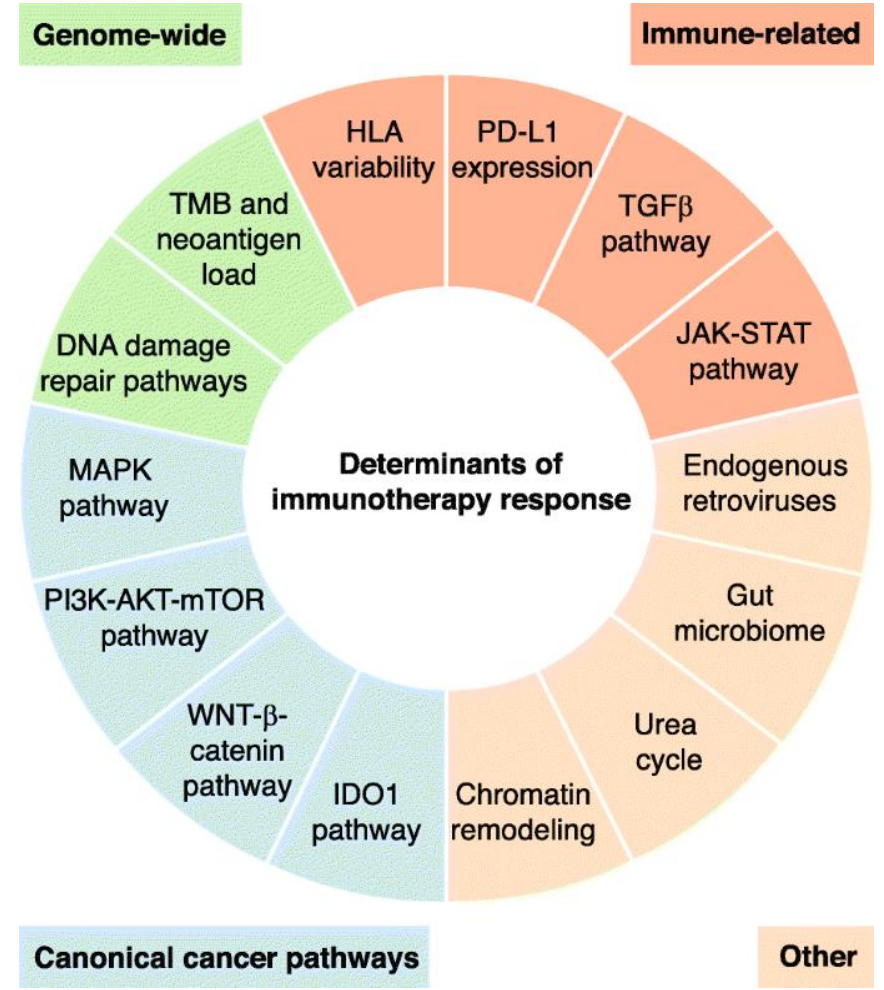 Genome-wide
Immune-related
HLA
variability
PD-L1
expression
TGFβ
pathway
JAK-STAT
pathway
Endogenous
retroviruses
Gut
microbiome
Urea
cycle
Chromatin
remodeling
IDO1
pathway
WNT-β-
catenin
pathway
PI3K-AKT-mTOR
pathway
MAPK
pathway
DNA damage
repair pathways
TMB and
neoantigen
load
Determinants of
immunotherapy response
Canonical cancer pathways
Other